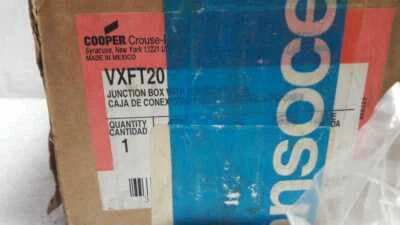 COOPER Crouse-
Syracuse, New York 13221 U
MADE IN MEXICO
VXFT20
JUNCTION BOX
CAJA DE CONEX
QUANTITY
CANTIDAD
1
nsoce